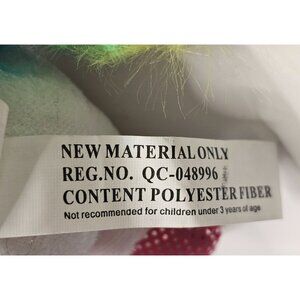 NEW MATERIAL ONLY
REG.NO. QC-048996
CONTENT POLYESTER FIBER
Not recommended for children under 3 years of age